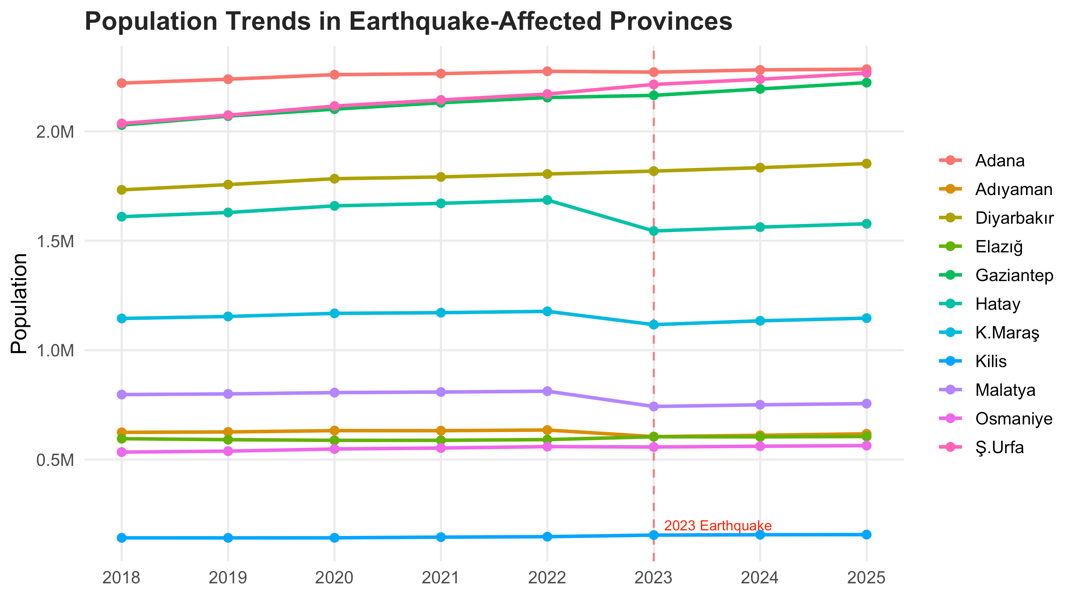 Population Trends in Earthquake-Affected Provinces
Population
2.0M
1.5M
1.0M
0.5M
2023 Earthquake
2018 2019 2020 2021 2022 2023 2024 2025
Adana
Adıyaman
Diyarbakır
Elazığ
Gaziantep
Hatay
K.Maraş
Kilis
Malatya
Osmaniye
Ş.Urfa